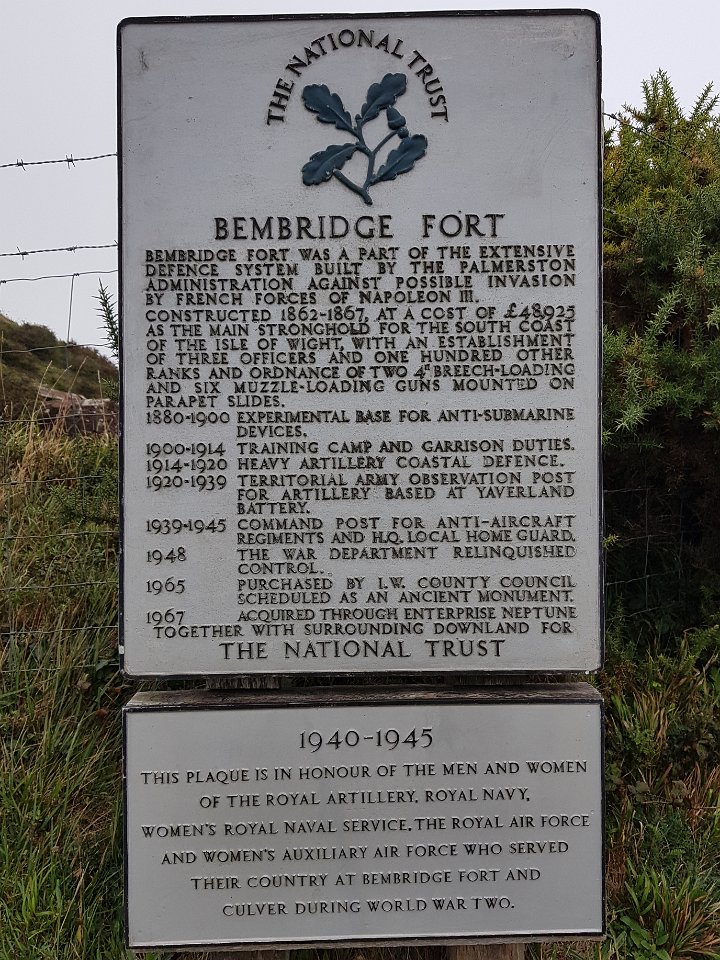 THE NATIONAL TRUST
BEMBRIDGE FORT
BEMBRIDGE FORT WAS A PART OF THE EXTENSIVE
DEFENCE SYSTEM BUILT BY THE PALMERSTON
ADMINISTRATION AGAINST POSSIBLE INVASION
BY FRENCH FORCES OF NAPOLEON III.
CONSTRUCTED 1862-1867, AT A COST OF £48,925
AS THE MAIN STRONGHOLD FOR THE SOUTH COAST
OF THE ISLE OF WIGHT, WITH AN ESTABLISHMENT
OF THREE OFFICERS AND ONE HUNDRED OTHER
RANKS AND ORDNANCE OF TWO 4" BREECH-LOADING
AND SIX MUZZLE-LOADING GUNS MOUNTED ON
PARAPET SLIDES.
1880-1900 EXPERIMENTAL BASE FOR ANTI-SUBMARINE
DEVICES.
1900-1914 TRAINING CAMP AND GARRISON DUTIES.
1914-1920 HEAVY ARTILLERY COASTAL DEFENCE.
1920-1939 TERRITORIAL ARMY OBSERVATION POST
FOR ARTILLERY BASED AT YAVERLAND
BATTERY.
1939-1945 COMMAND POST FOR ANTI-AIRCRAFT
REGIMENTS AND H.Q. LOCAL HOME GUARD.
1948 THE WAR DEPARTMENT RELINQUISHED
CONTROL.
1965 PURCHASED BY I.W. COUNTY COUNCIL
SCHEDULED AS AN ANCIENT MONUMENT.
1967 ACQUIRED THROUGH ENTERPRISE NEPTUNE
TOGETHER WITH SURROUNDING DOWNLAND FOR
THE NATIONAL TRUST
1940-1945
THIS PLAQUE IS IN HONOUR OF THE MEN AND WOMEN
OF THE ROYAL ARTILLERY, ROYAL NAVY,
WOMEN'S ROYAL NAVAL SERVICE, THE ROYAL AIR FORCE
AND WOMEN'S AUXILIARY AIR FORCE WHO SERVED
THEIR COUNTRY AT BEMBRIDGE FORT AND
CULVER DURING WORLD WAR TWO.